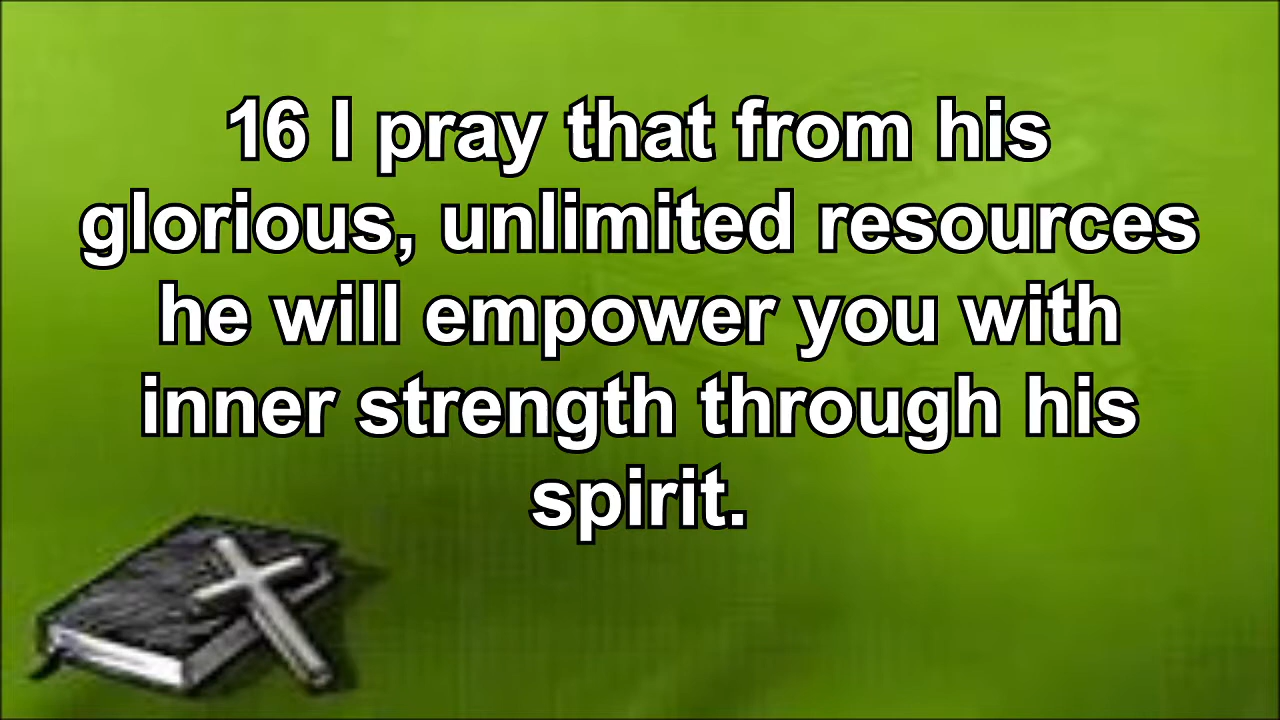 16 I pray that from his
glorious, unlimited resources
he will empower you with
inner strength through his
spirit.